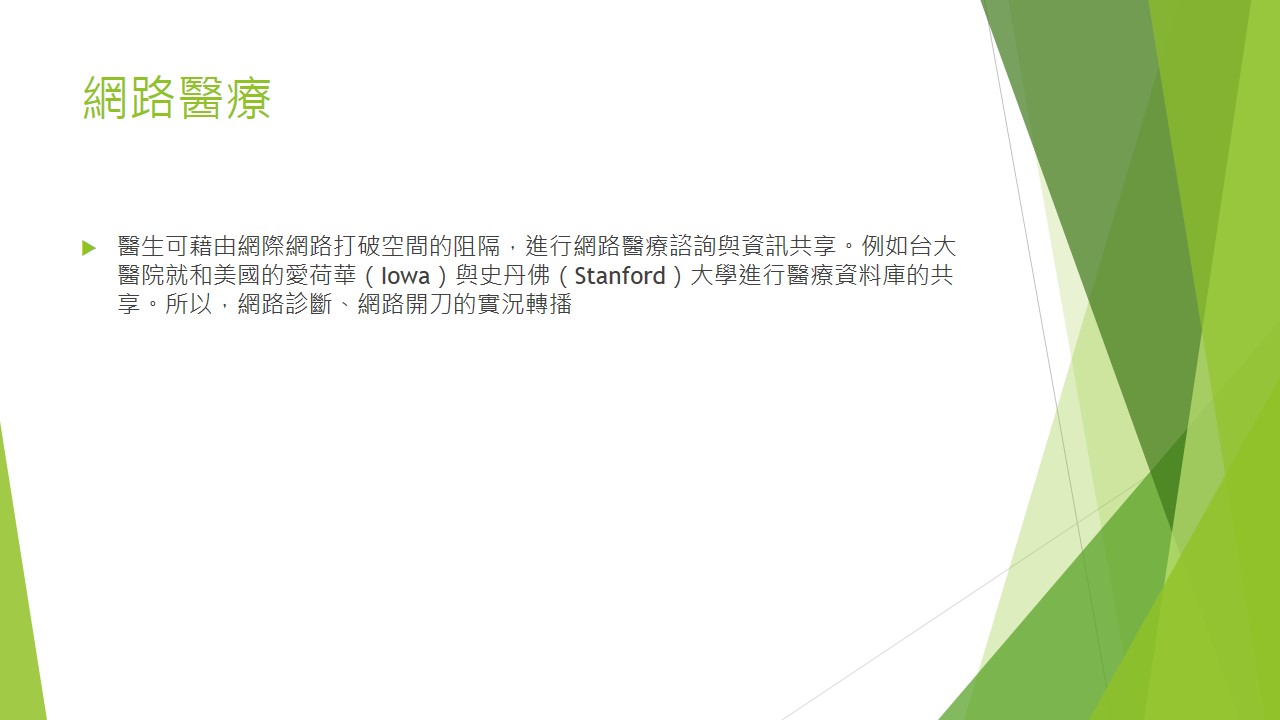 網路醫療
醫生可藉由網際網路打破空間的阻隔，進行網路醫療諮詢與資訊共享。例如台大
醫院就和美國的愛荷華（Iowa）與史丹佛（Stanford）大學進行醫療資料庫的共
享。所以，網路診斷、網路開刀的實況轉播